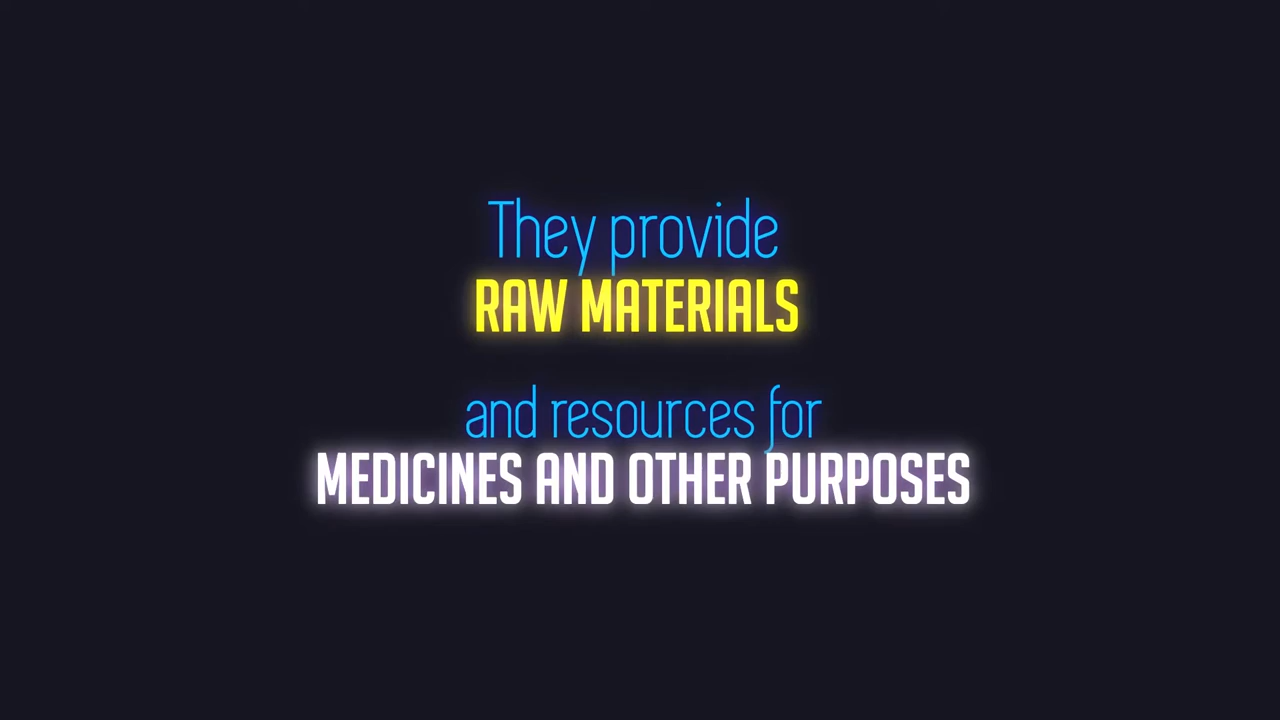 They provide
RAW MATERIALS
and resources for
MEDICINES AND OTHER PURPOSES